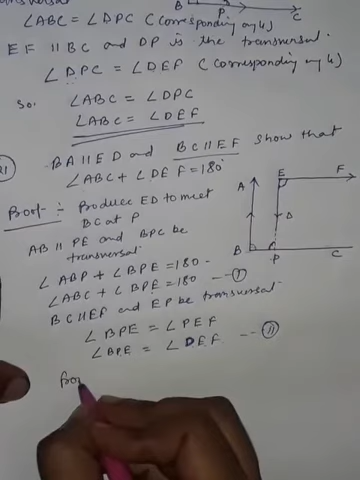 ∠ABC = ∠DPC (Corresponding angle)
B P C
EF || BC and DP is the transversal.
∠DPC = ∠DEF (Corresponding angle)
So, ∠ABC = ∠DPC
∠ABC = ∠DEF
BA || ED and BC || EF show that
∠ABC + ∠DEF = 180°
Proof :- Produce ED to meet
BC at P
AB || PE and BPC be
transversal
∠ABP + ∠BPE = 180 -
∠ABC + ∠BPE = 180 -- (I)
BC || EF and EP be transversal
∠BPE = ∠PEF
∠BPE = ∠DEF -- (II)
A E F
D
B P C